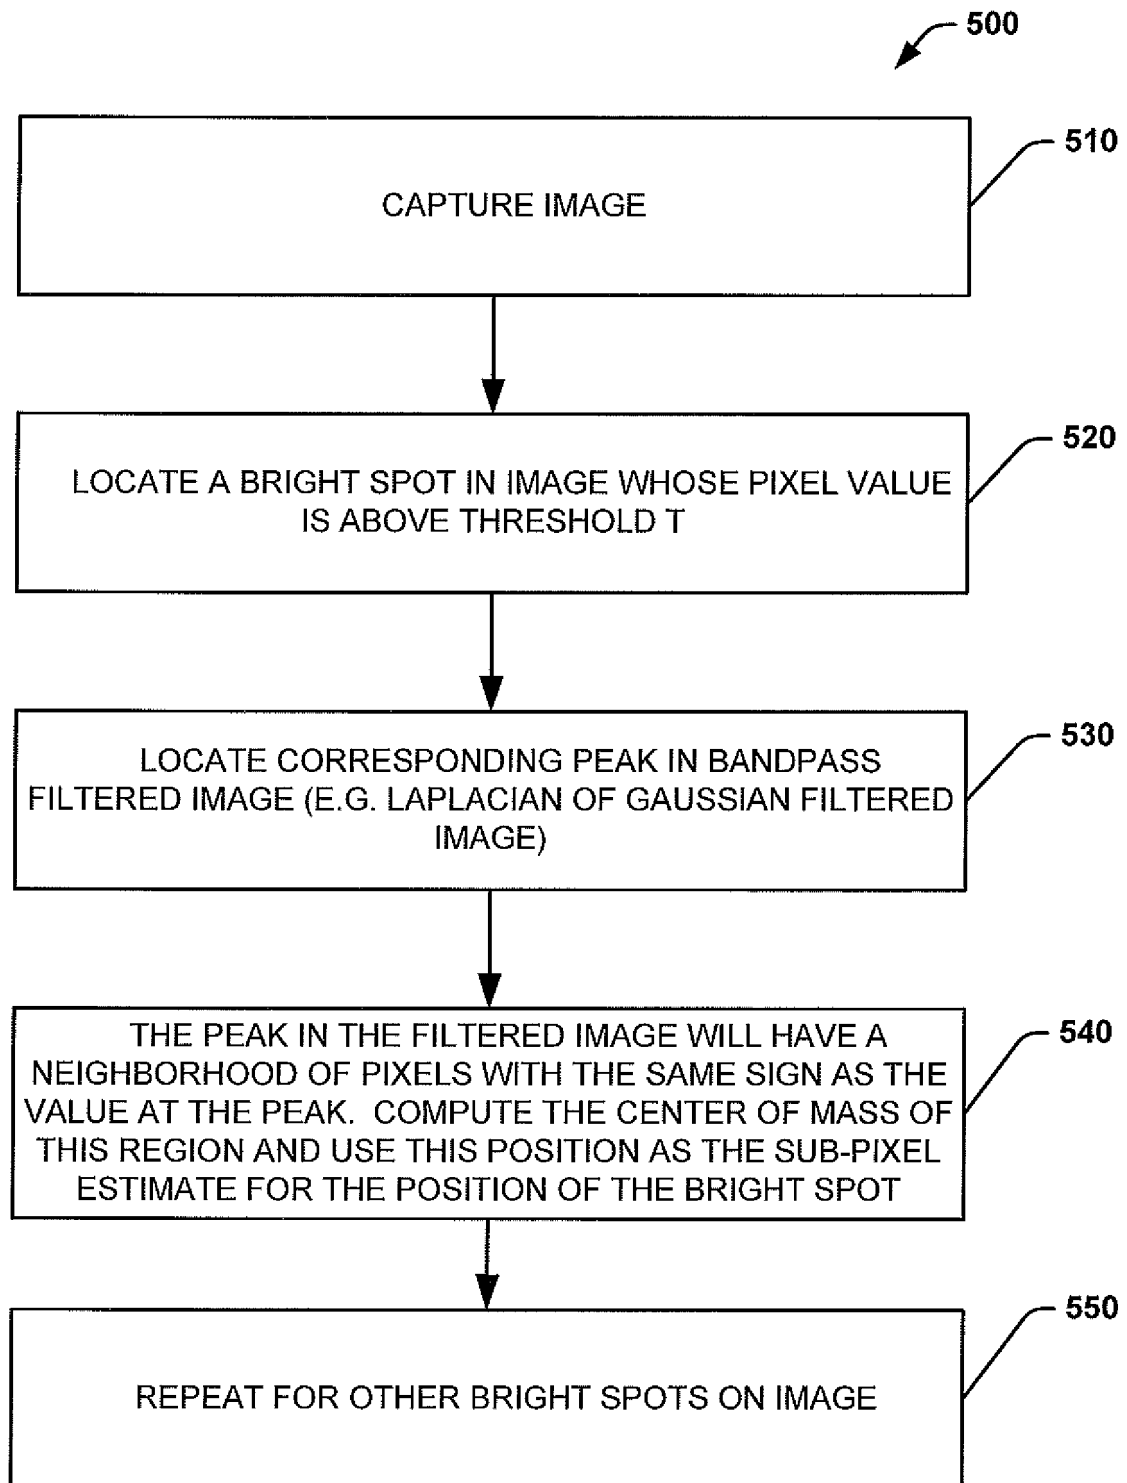 500
510
CAPTURE IMAGE
520
LOCATE A BRIGHT SPOT IN IMAGE WHOSE PIXEL VALUE
IS ABOVE THRESHOLD T
530
LOCATE CORRESPONDING PEAK IN BANDPASS
FILTERED IMAGE (E.G. LAPLACIAN OF GAUSSIAN FILTERED
IMAGE)
540
THE PEAK IN THE FILTERED IMAGE WILL HAVE A
NEIGHBORHOOD OF PIXELS WITH THE SAME SIGN AS THE
VALUE AT THE PEAK. COMPUTE THE CENTER OF MASS OF
THIS REGION AND USE THIS POSITION AS THE SUB-PIXEL
ESTIMATE FOR THE POSITION OF THE BRIGHT SPOT
550
REPEAT FOR OTHER BRIGHT SPOTS ON IMAGE